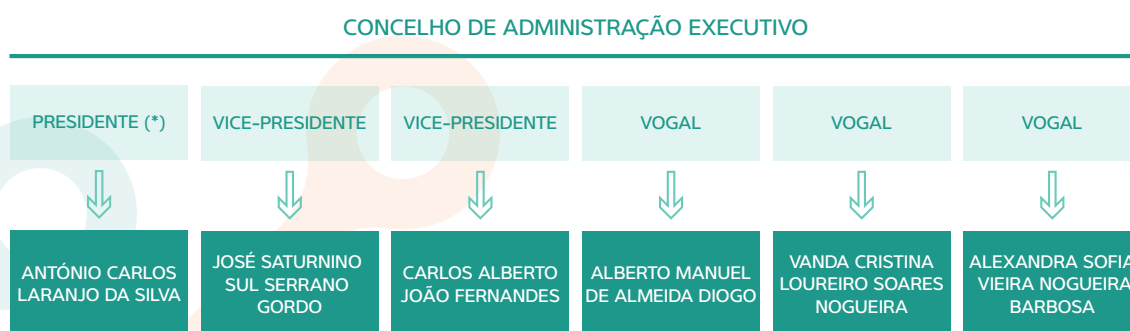 CONCELHO DE ADMINISTRAÇÃO EXECUTIVO
PRESIDENTE (*)
VICE-PRESIDENTE
VICE-PRESIDENTE
VOGAL
VOGAL
VOGAL
ANTÓNIO CARLOS
LARANJO DA SILVA
JOSÉ SATURNINO
SUL SERRANO
GORDO
CARLOS ALBERTO
JOÃO FERNANDES
ALBERTO MANUEL
DE ALMEIDA DIOGO
VANDA CRISTINA
LOUREIRO SOARES
NOGUEIRA
ALEXANDRA SOFIA
VIEIRA NOGUEIRA
BARBOSA